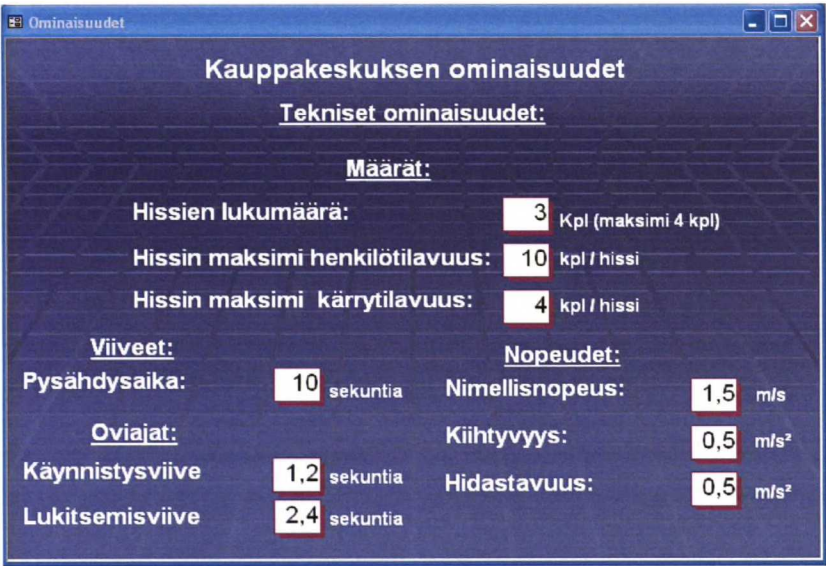 Ominaisuudet
Kauppakeskuksen ominaisuudet
Tekniset ominaisuudet:
Määrät:
Hissien lukumäärä: 3 Kpl (maksimi 4 kpl)
Hissin maksimi henkilötilavuus: 10 kpl / hissi
Hissin maksimi kärrytilavuus: 4 kpl / hissi
Viiveet:
Pysähdysaika: 10 sekuntia
Oviajat:
Käynnistysviive 1,2 sekuntia
Lukitsemisviive 2,4 sekuntia
Nopeudet:
Nimellisnopeus: 1,5 m/s
Kiihtyvyys: 0,5 m/s²
Hidastavuus: 0,5 m/s²